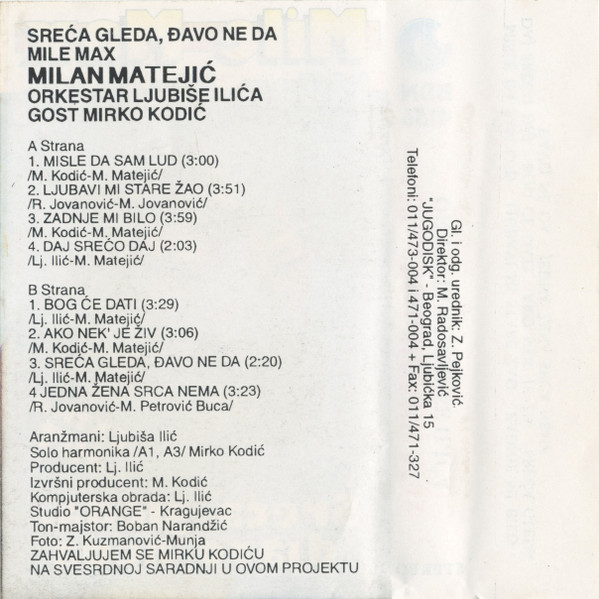 SREĆA GLEDA, ĐAVO NE DA
MILE MAX
MILAN MATEJIĆ
ORKESTAR LJUBIŠE ILIĆA
GOST MIRKO KODIĆ
A Strana
1. MISLE DA SAM LUD (3:00)
/M. Kodić-M. Matejić/
2. LJUBAVI MI STARE ŽAO (3:51)
/R. Jovanović-M. Jovanović/
3. ZADNJE MI BILO (3:59)
/M. Kodić-M. Matejić/
4. DAJ SREĆO DAJ (2:03)
/Lj. Ilić-M. Matejić/
B Strana
1. BOG ĆE DATI (3:29)
/Lj. Ilić-M. Matejić/
2. AKO NEK' JE ŽIV (3:06)
/M. Kodić-M. Matejić/
3. SREĆA GLEDA, ĐAVO NE DA (2:20)
/Lj. Ilić-M. Matejić/
4 JEDNA ŽENA SRCA NEMA (3:23)
/R. Jovanović-M. Petrović Buca/
Aranžmani: Ljubiša Ilić
Solo harmonika /A1, A3/ Mirko Kodić
Producent: Lj. Ilić
Izvršni producent: M. Kodić
Kompjuterska obrada: Lj. Ilić
Studio "ORANGE" - Kragujevac
Ton-majstor: Boban Narandžić
Foto: Z. Kuzmanović-Munja
ZAHVALJUJEM SE MIRKU KODIĆU
NA SVESRDNOJ SARADNJI U OVOM PROJEKTU
Gl. i odg. urednik: Z. Pejković
Direktor: M. Radosavljević
"JUGODISK" - Beograd, Ljubićka 15
Telefoni: 011/473-004 i 471-004 + Fax: 011/471-327